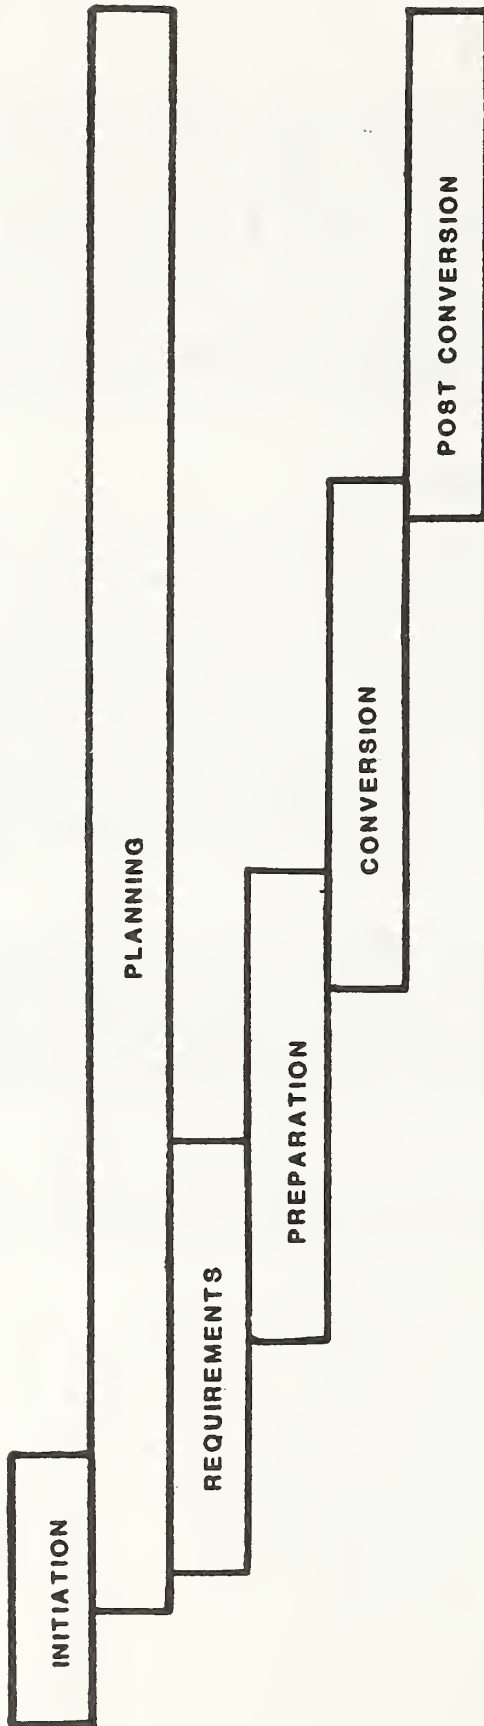 INITIATION
PLANNING
REQUIREMENTS
PREPARATION
CONVERSION
POST CONVERSION